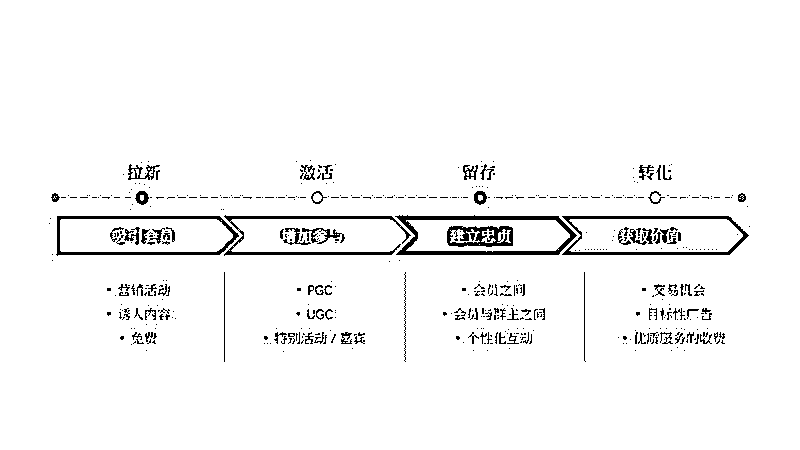 拉新 激活 留存 转化
吸引会员 增加参与 建立忠贞 获取价值
• 营销活动
• 诱人内容
• 免费
• PGC
• UGC
• 特别活动 / 嘉宾
• 会员之间
• 会员与群主之间
• 个性化互动
• 交易机会
• 目标性广告
• 优质服务的收费